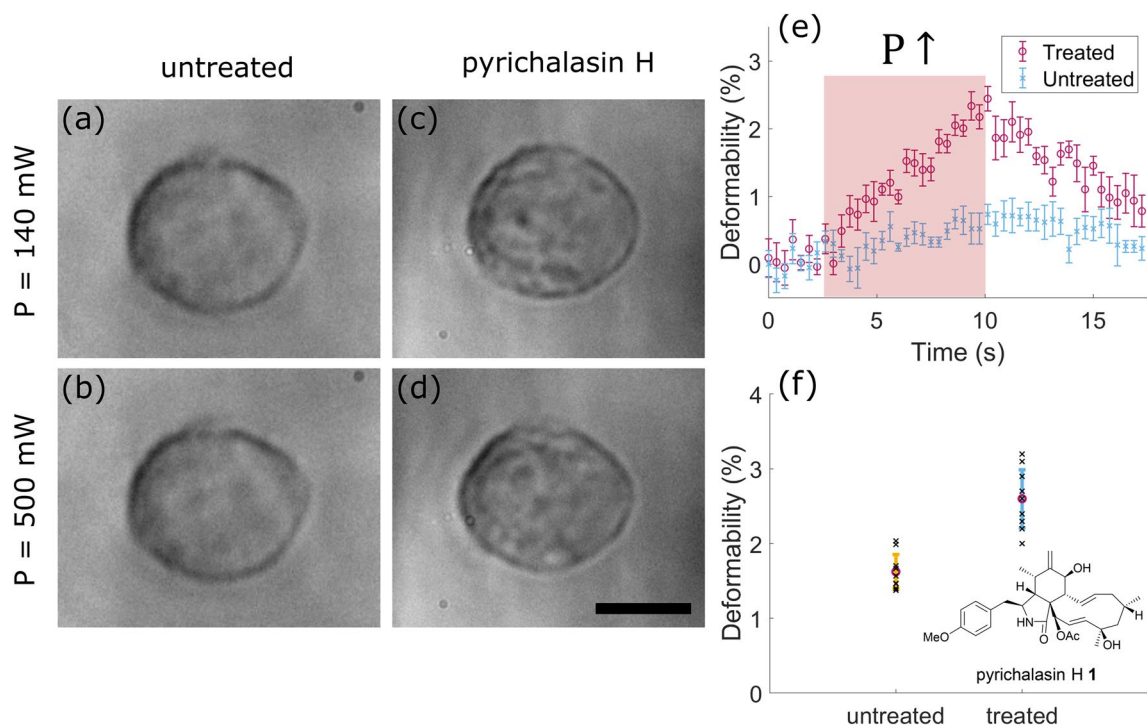 untreated
pyrichalasin H
P = 140 mW
P = 500 mW
(a)
(c)
(b)
(d)
(e)
P ↑
Treated
Untreated
Deformability (%)
3
2
1
0
0
5
10
15
Time (s)
(f)
Deformability (%)
4
3
2
1
0
OH
H
H
MeO
HN
O
OAc
OH
pyrichalasin H 1
untreated
treated